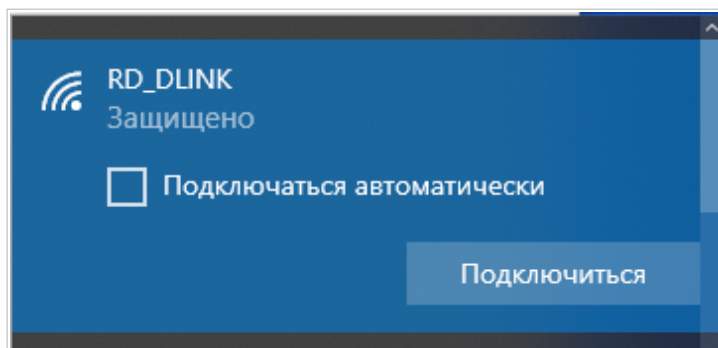 RD_DLINK
Защищено
Подключаться автоматически
Подключиться